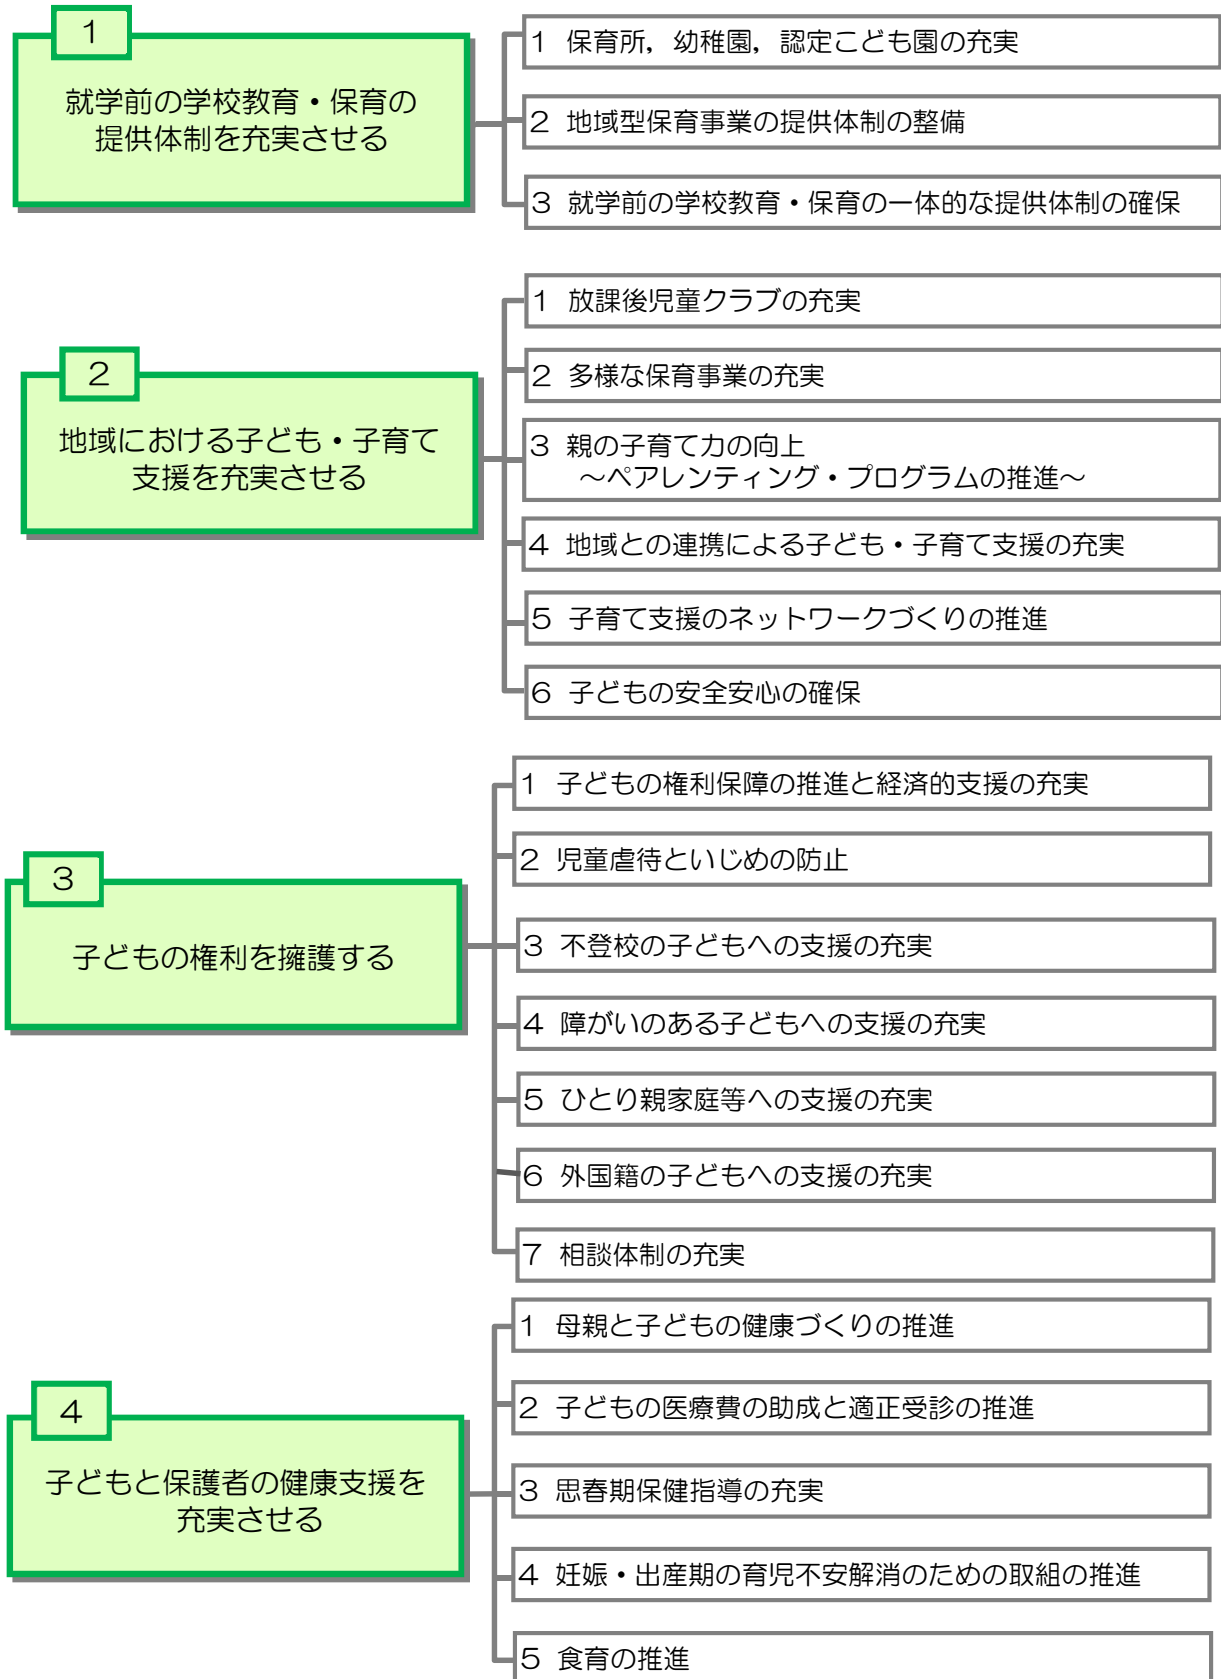 1
就学前の学校教育・保育の
提供体制を充実させる
1 保育所，幼稚園，認定こども園の充実
2 地域型保育事業の提供体制の整備
3 就学前の学校教育・保育の一体的な提供体制の確保
2
地域における子ども・子育て
支援を充実させる
1 放課後児童クラブの充実
2 多様な保育事業の充実
3 親の子育て力の向上
～ペアレンティング・プログラムの推進～
4 地域との連携による子ども・子育て支援の充実
5 子育て支援のネットワークづくりの推進
6 子どもの安全安心の確保
3
子どもの権利を擁護する
1 子どもの権利保障の推進と経済的支援の充実
2 児童虐待といじめの防止
3 不登校の子どもへの支援の充実
4 障がいのある子どもへの支援の充実
5 ひとり親家庭等への支援の充実
6 外国籍の子どもへの支援の充実
7 相談体制の充実
4
子どもと保護者の健康支援を
充実させる
1 母親と子どもの健康づくりの推進
2 子どもの医療費の助成と適正受診の推進
3 思春期保健指導の充実
4 妊娠・出産期の育児不安解消のための取組の推進
5 食育の推進